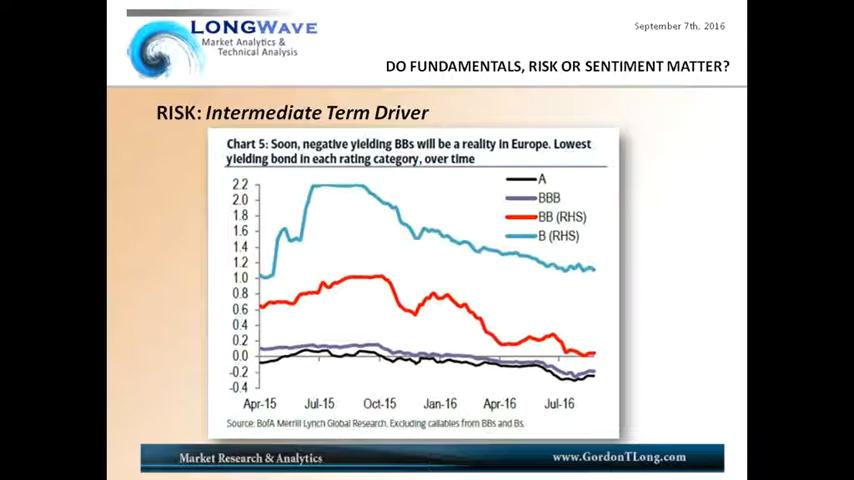 LONGWAVE
Market Analytics &
Technical Analysis
September 7th, 2016
DO FUNDAMENTALS, RISK OR SENTIMENT MATTER?
RISK: Intermediate Term Driver
Chart 5: Soon, negative yielding BBs will be a reality in Europe. Lowest
yielding bond in each rating category, over time
A
BBB
BB (RHS)
B (RHS)
2.2
2.0
1.8
1.6
1.4
1.2
1.0
0.8
0.6
0.4
0.2
0.0
-0.2
-0.4
Apr-15 Jul-15 Oct-15 Jan-16 Apr-16 Jul-16
Source: BofA Merrill Lynch Global Research. Excluding callables from BBs and Bs.
Market Research & Analytics
www.GordonTLong.com